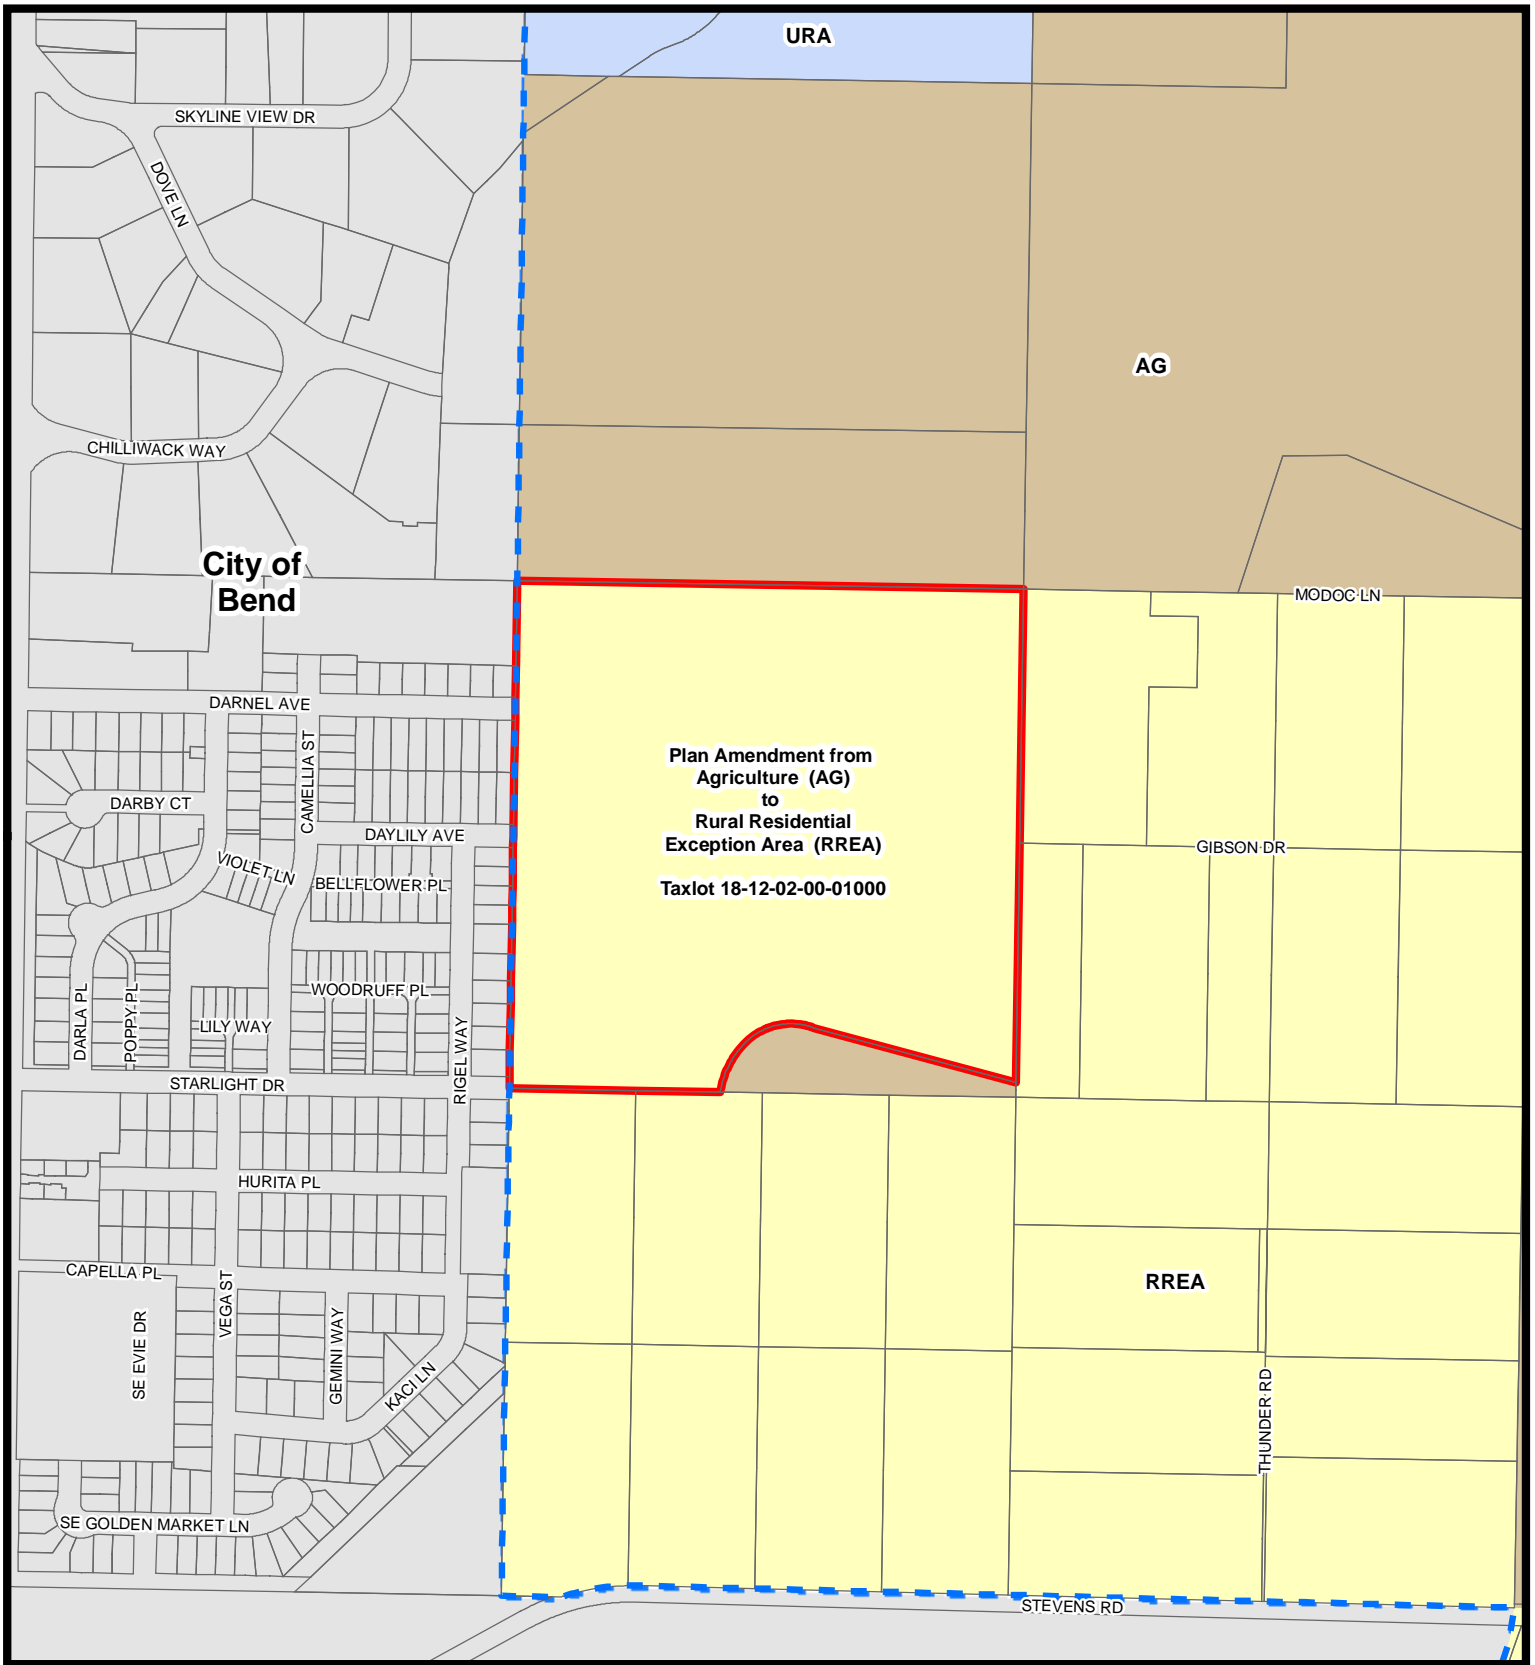 URA
SKYLINE VIEW DR
DOVE LN
AG
CHILLIWACK WAY
City of
Bend
MODOC LN
DARNEL AVE
CAMELLIA ST
Plan Amendment from
Agriculture (AG)
to
Rural Residential
Exception Area (RREA)
Taxlot 18-12-02-00-01000
DARBY CT
DAYLILY AVE
GIBSON DR
VIOLET LN
BELLFLOWER PL
WOODRUFF PL
DARLA PL
POPPY PL
LILY WAY
RIGEL WAY
STARLIGHT DR
HURITA PL
CAPELLA PL
VEGA ST
RREA
SE EVIE DR
GEMINI WAY
KACI LN
THUNDER RD
SE GOLDEN MARKET LN
STEVENS RD